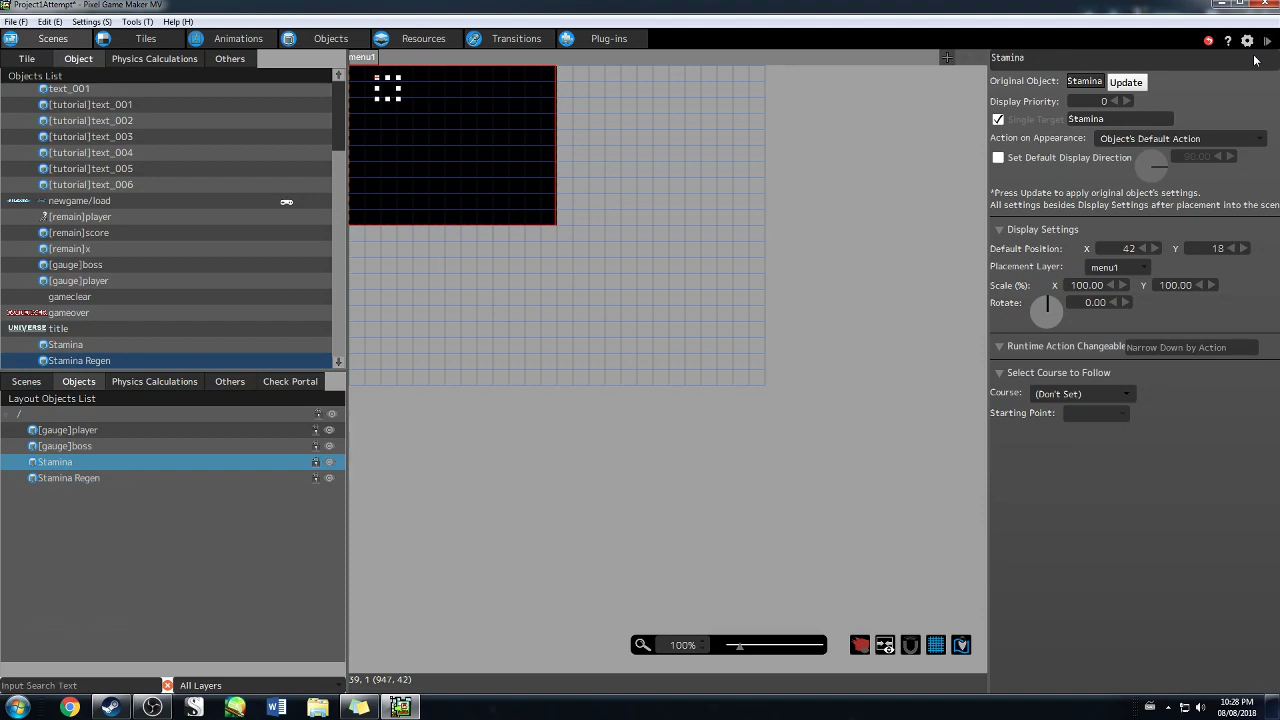 Project1Attempt* - Pixel Game Maker MV
File (F) Edit (E) Settings (S) Tools (T) Help (H)
Scenes Tiles Animations Objects Resources Transitions Plug-ins
Tile Object Physics Calculations Others
menu1
Stamina
Objects List
text_001
[tutorial]text_001
[tutorial]text_002
[tutorial]text_003
[tutorial]text_004
[tutorial]text_005
[tutorial]text_006
newgame/load
[remain]player
[remain]score
[remain]x
[gauge]boss
[gauge]player
gameclear
gameover
UNIVERSE title
Stamina
Stamina Regen
Scenes Objects Physics Calculations Others Check Portal
Layout Objects List
/
[gauge]player
[gauge]boss
Stamina
Stamina Regen
Input Search Text
All Layers
Original Object: Stamina Update
Display Priority: 0
Single Target Stamina
Action on Appearance: Object's Default Action
Set Default Display Direction 90.00
*Press Update to apply original object's settings.
All settings besides Display Settings after placement into the scen
Display Settings
Default Position: X 42 Y 18
Placement Layer: menu1
Scale (%): X 100.00 Y 100.00
Rotate: 0.00
Runtime Action Changeable Narrow Down by Action
Select Course to Follow
Course: (Don't Set)
Starting Point:
100%
39, 1 (947, 42)
10:28 PM
08/08/2018